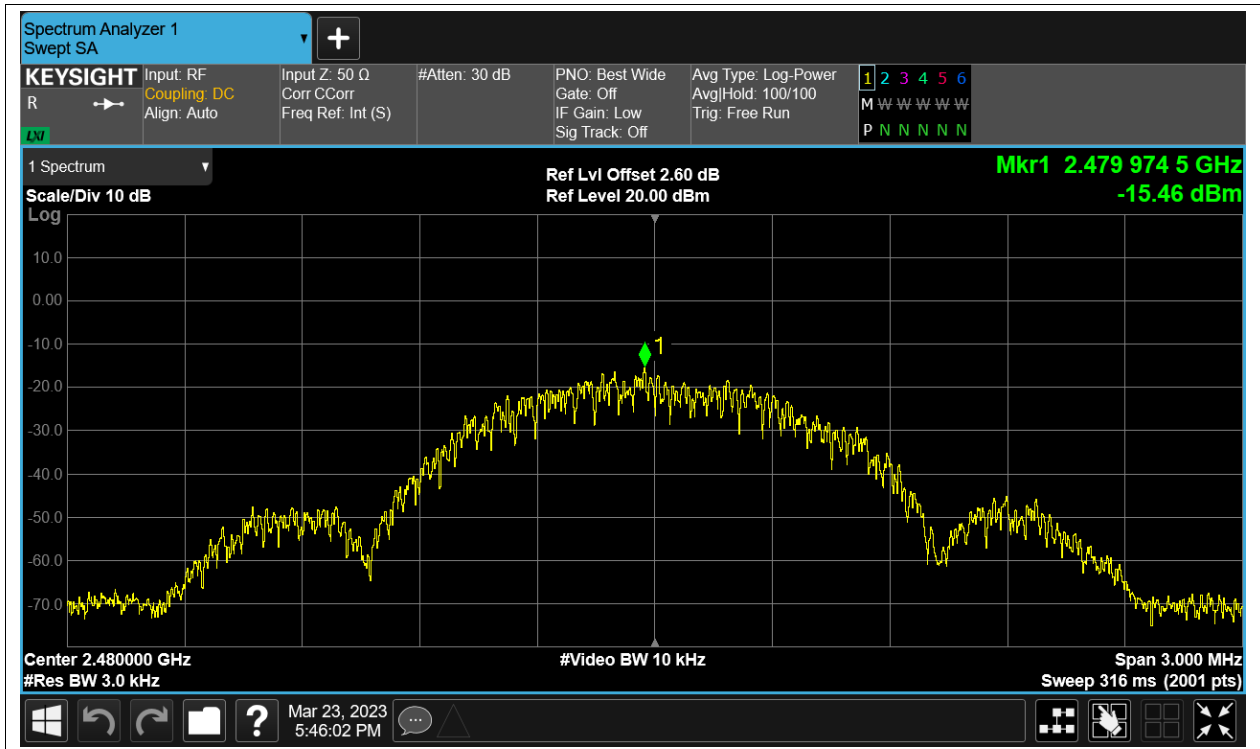 Spectrum Analyzer 1
Swept SA
KEYSIGHT
R
LXI
Input: RF
Coupling: DC
Align: Auto
Input Z: 50 Ω
Corr CCorr
Freq Ref: Int (S)
#Atten: 30 dB
PNO: Best Wide
Gate: Off
IF Gain: Low
Sig Track: Off
Avg Type: Log-Power
Avg|Hold: 100/100
Trig: Free Run
1 2 3 4 5 6
M W W W W W
P N N N N N
1 Spectrum
Scale/Div 10 dB
Log
Ref Lvl Offset 2.60 dB
Ref Level 20.00 dBm
Mkr1 2.479 974 5 GHz
-15.46 dBm
10.0
0.00
-10.0
1
-20.0
-30.0
-40.0
-50.0
-60.0
-70.0
Center 2.480000 GHz
#Video BW 10 kHz
Span 3.000 MHz
#Res BW 3.0 kHz
Sweep 316 ms (2001 pts)
?
Mar 23, 2023
5:46:02 PM